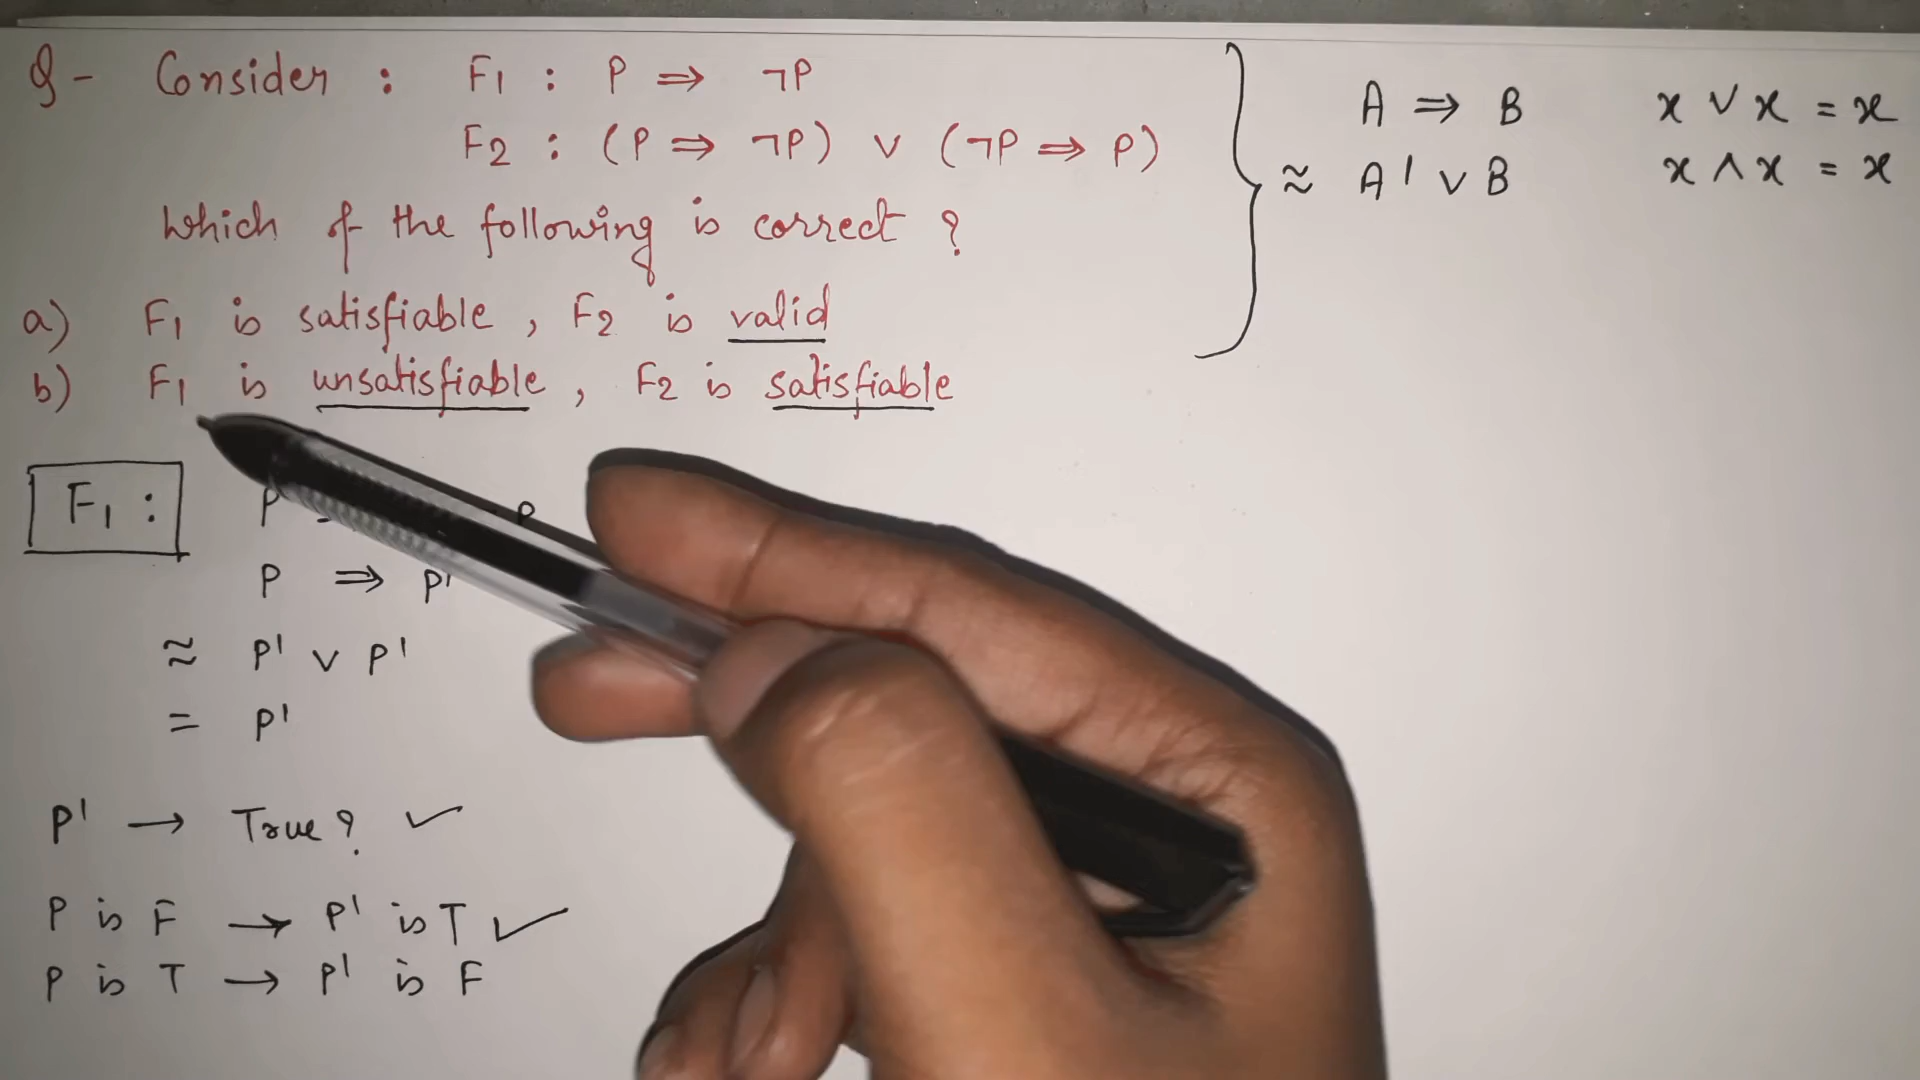 Q- Consider : F1 : P ⇒ ¬P
F2 : (P ⇒ ¬P) ∨ (¬P ⇒ P)
Which of the following is correct ?
a) F1 is satisfiable, F2 is valid
b) F1 is unsatisfiable, F2 is satisfiable
A ⇒ B
≈ A' ∨ B
x ∨ x = x
x ∧ x = x
F1 : P P
P ⇒ P'
≈ P' ∨ P'
= P'
P' → True? ✓
P is F → P' is T ✓
P is T → P' is F